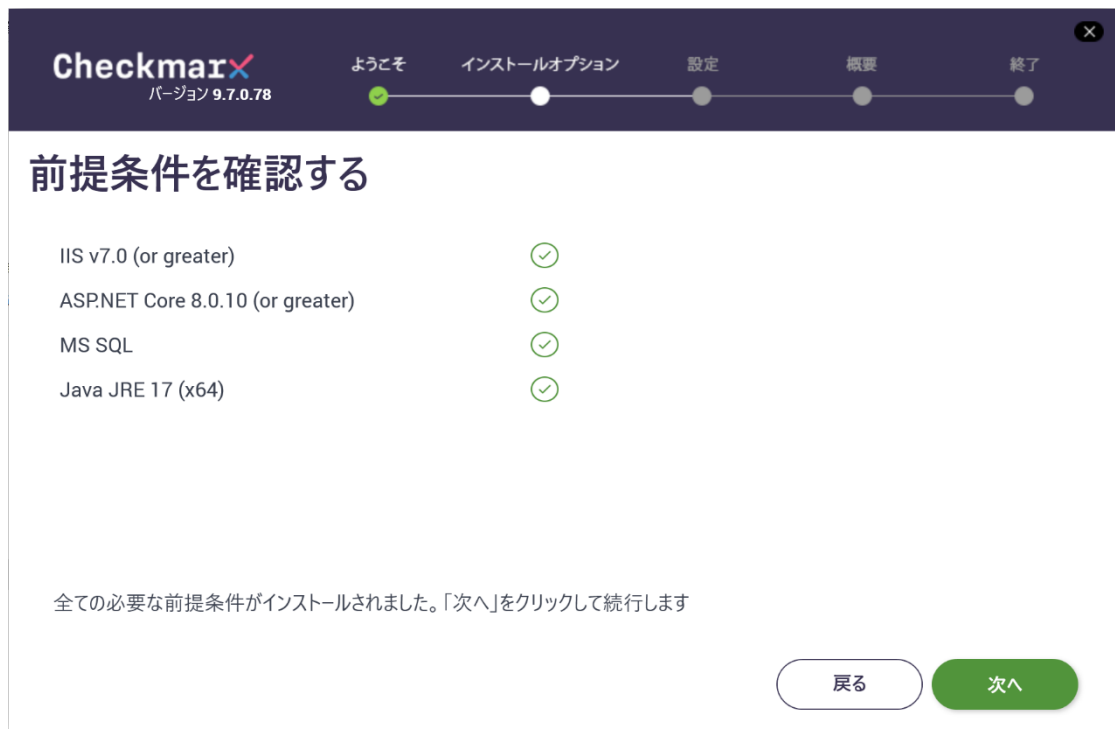 Checkmarx
バージョン 9.7.0.78
ようこそ インストールオプション 設定 概要 終了
前提条件を確認する
IIS v7.0 (or greater)
ASP.NET Core 8.0.10 (or greater)
MS SQL
Java JRE 17 (x64)
全ての必要な前提条件がインストールされました。「次へ」をクリックして続行します
戻る 次へ